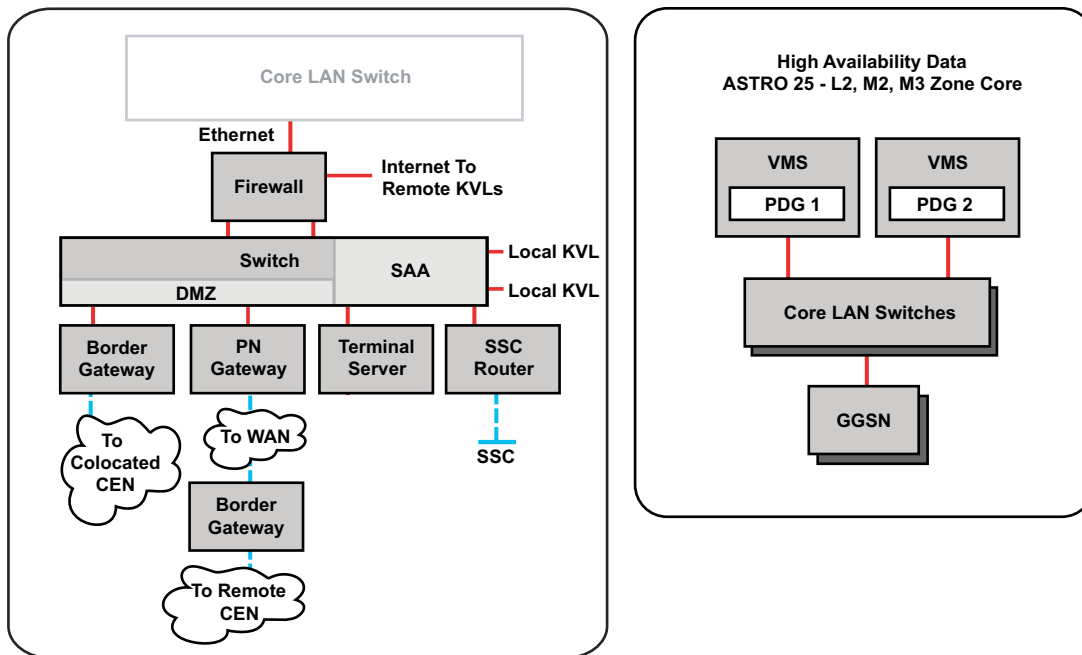 Core LAN Switch
Ethernet
Firewall
Internet To
Remote KVLs
Switch
SAA
DMZ
Local KVL
Local KVL
Border
Gateway
PN
Gateway
Terminal
Server
SSC
Router
To
Colocated
CEN
To WAN
SSC
Border
Gateway
To Remote
CEN
High Availability Data
ASTRO 25 - L2, M2, M3 Zone Core
VMS
PDG 1
VMS
PDG 2
Core LAN Switches
GGSN